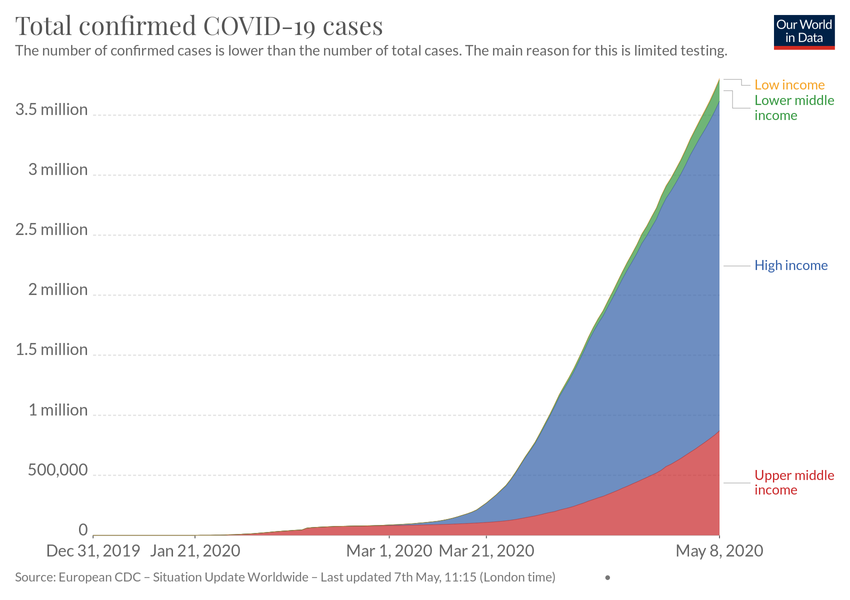 Total confirmed COVID-19 cases
Our World
in Data
The number of confirmed cases is lower than the number of total cases. The main reason for this is limited testing.
Low income
Lower middle
income
3.5 million
3 million
2.5 million
High income
2 million
1.5 million
1 million
500,000
Upper middle
income
0
Dec 31, 2019 Jan 21, 2020 Mar 1, 2020 Mar 21, 2020 May 8, 2020
Source: European CDC – Situation Update Worldwide – Last updated 7th May, 11:15 (London time) •